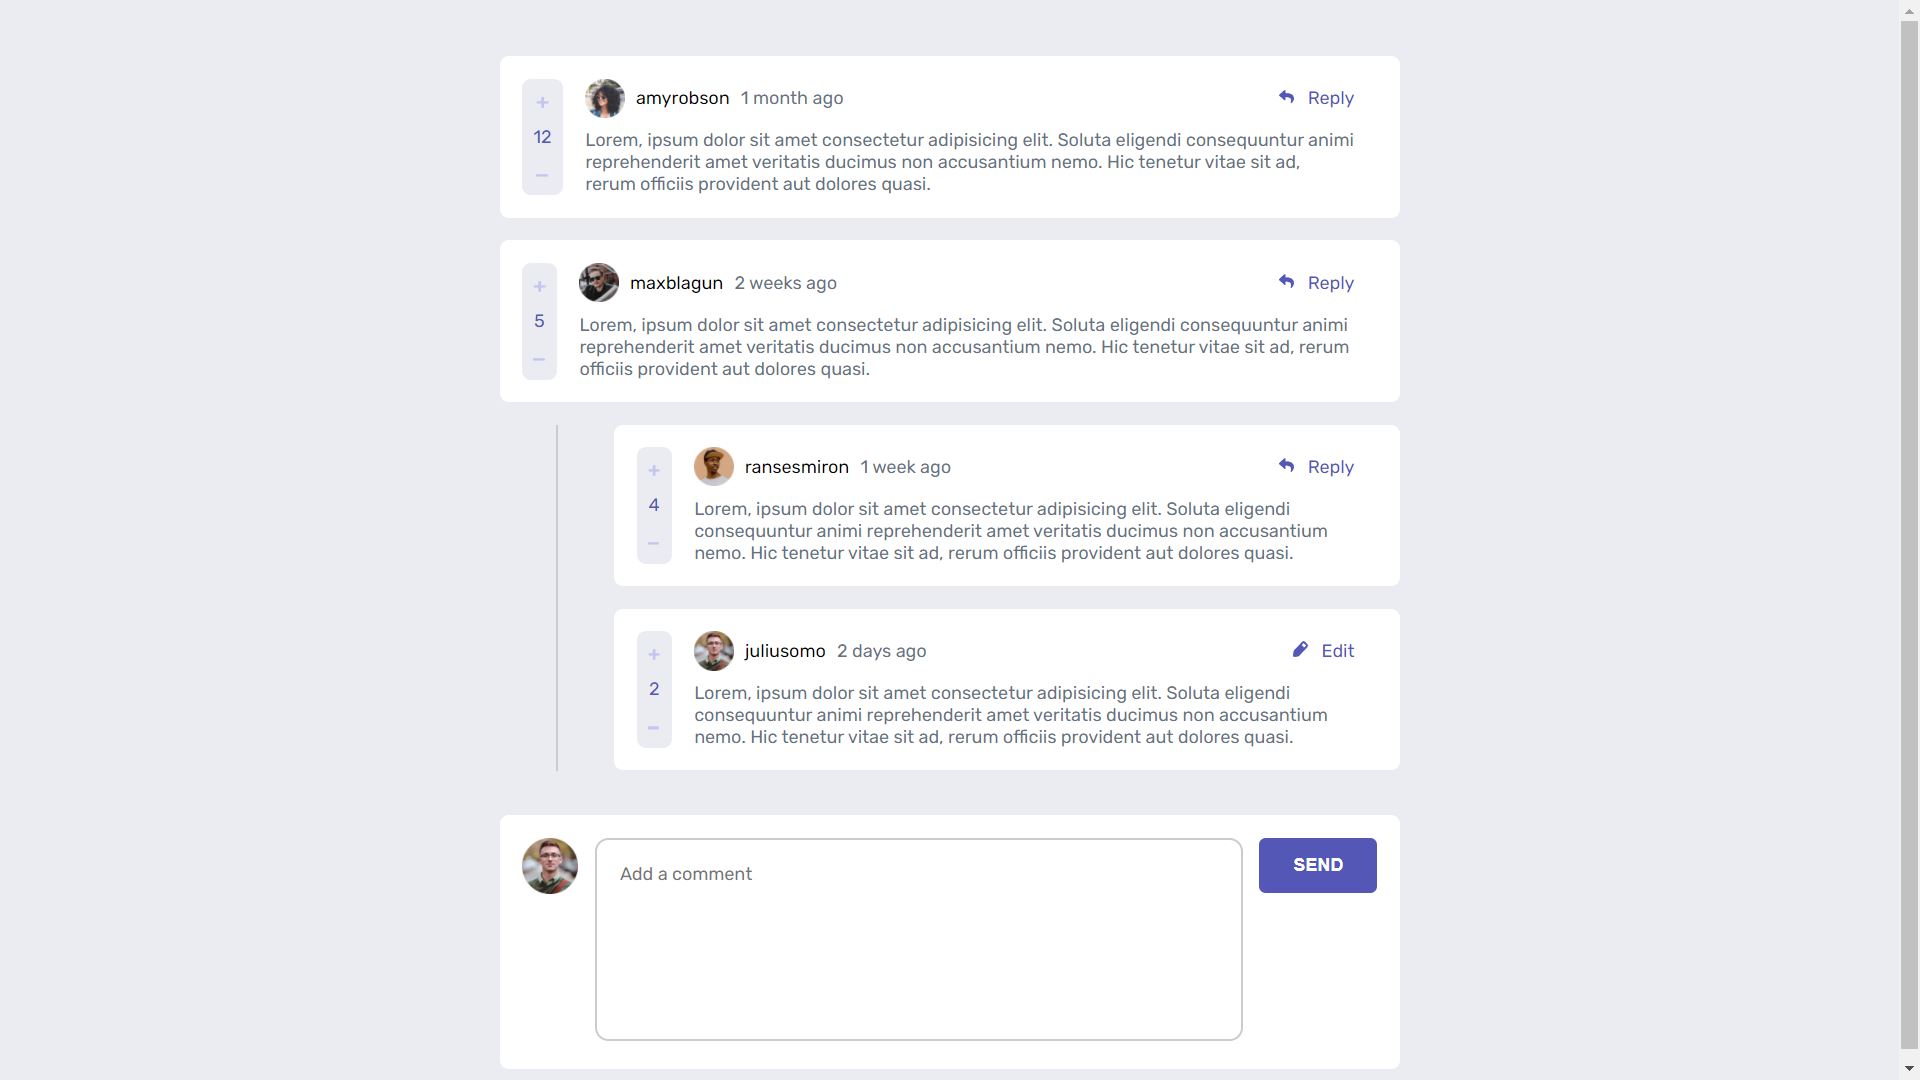 +
12
–
amyrobson 1 month ago
Reply
Lorem, ipsum dolor sit amet consectetur adipisicing elit. Soluta eligendi consequuntur animi
reprehenderit amet veritatis ducimus non accusantium nemo. Hic tenetur vitae sit ad,
rerum officiis provident aut dolores quasi.
+
5
–
maxblagun 2 weeks ago
Reply
Lorem, ipsum dolor sit amet consectetur adipisicing elit. Soluta eligendi consequuntur animi
reprehenderit amet veritatis ducimus non accusantium nemo. Hic tenetur vitae sit ad, rerum
officiis provident aut dolores quasi.
+
4
–
ransesmiron 1 week ago
Reply
Lorem, ipsum dolor sit amet consectetur adipisicing elit. Soluta eligendi
consequuntur animi reprehenderit amet veritatis ducimus non accusantium
nemo. Hic tenetur vitae sit ad, rerum officiis provident aut dolores quasi.
+
2
–
juliusomo 2 days ago
Edit
Lorem, ipsum dolor sit amet consectetur adipisicing elit. Soluta eligendi
consequuntur animi reprehenderit amet veritatis ducimus non accusantium
nemo. Hic tenetur vitae sit ad, rerum officiis provident aut dolores quasi.
Add a comment
SEND